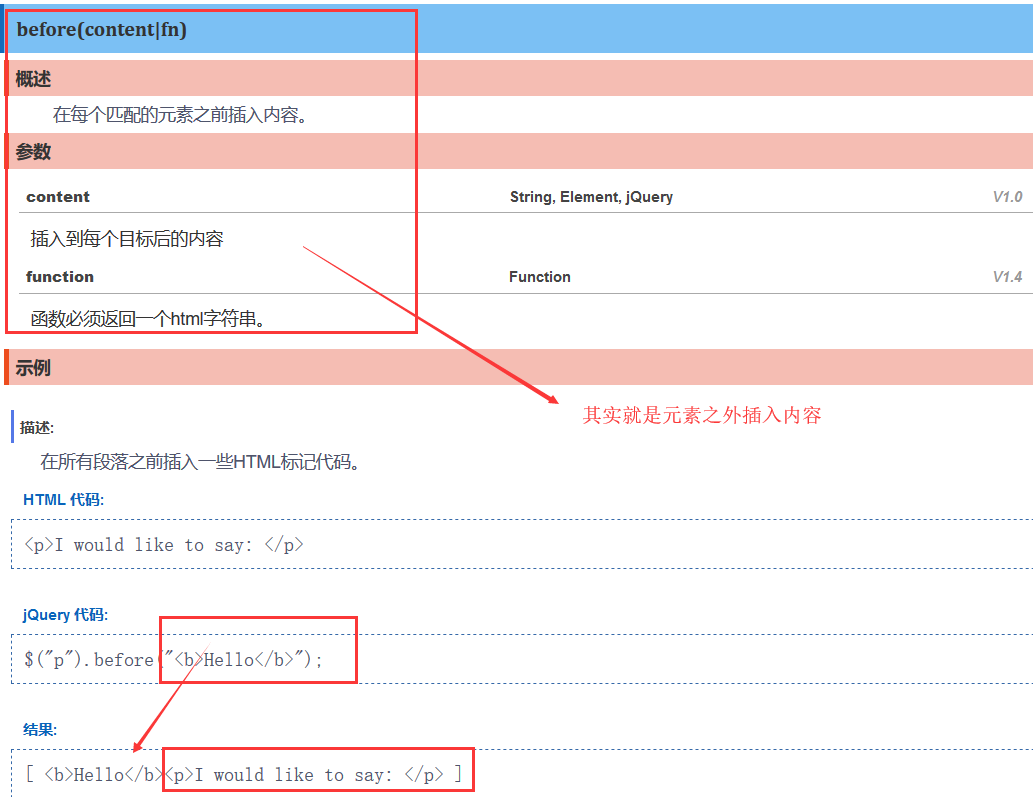 before(content|fn)
概述
在每个匹配的元素之前插入内容。
参数
content String, Element, jQuery V1.0
插入到每个目标后的内容
function Function V1.4
函数必须返回一个html字符串。
示例
其实就是元素之外插入内容
描述:
在所有段落之前插入一些HTML标记代码。
HTML 代码:
<p>I would like to say: </p>
jQuery 代码:
$("p").before("<b>Hello</b>");
结果:
[ <b>Hello</b><p>I would like to say: </p> ]